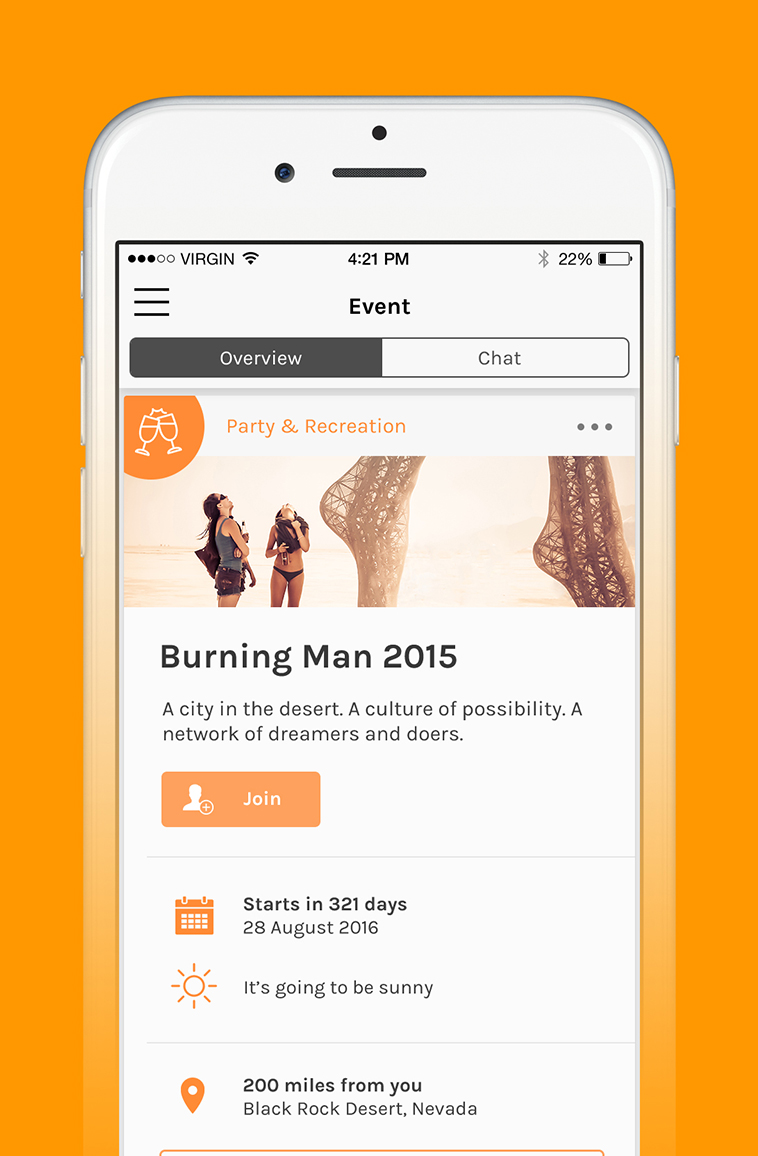 VIRGIN 4:21 PM 22%
Event
Overview Chat
Party & Recreation
Burning Man 2015
A city in the desert. A culture of possibility. A
network of dreamers and doers.
Join
Starts in 321 days
28 August 2016
It's going to be sunny
200 miles from you
Black Rock Desert, Nevada